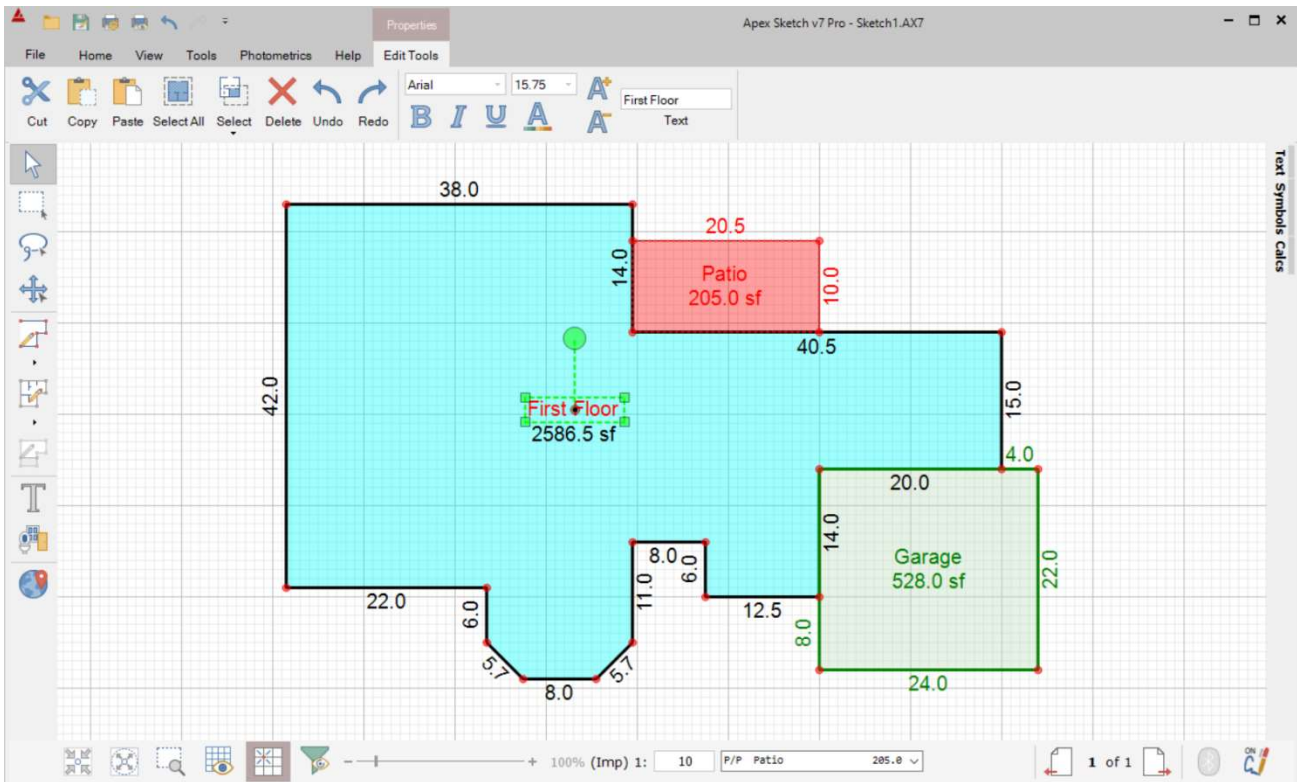 Properties
Apex Sketch v7 Pro - Sketch1.AX7
File Home View Tools Photometrics Help Edit Tools
Arial 15.75
First Floor
Cut Copy Paste Select All Select Delete Undo Redo B I U A A A Text
Text Symbols Calcs
38.0
20.5
14.0
Patio
205.0 sf
10.0
40.5
42.0
First Floor
2586.5 sf
15.0
4.0
20.0
14.0
Garage
528.0 sf
22.0
8.0
6.0
11.0
22.0
6.0
12.5
8.0
5.7
5.7
8.0
24.0
100% (Imp) 1: 10 P/P Patio 205.0 1 of 1 ON